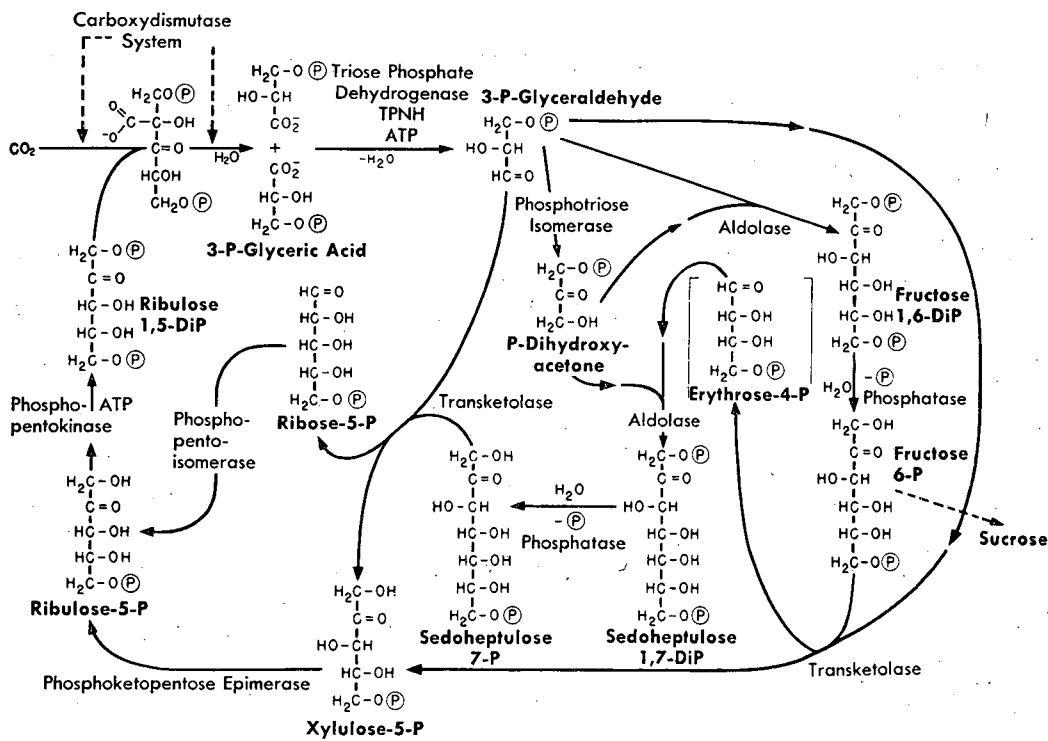 Carboxydismutase
System
CO₂
H₂CO Ⓟ
O
⁻O
C - OH
C=O
HCOH
CH₂O Ⓟ
H₂O
H₂C-O Ⓟ
HO-CH
CO₂⁻
+
CO₂⁻
HC-OH
H₂C-O Ⓟ
3-P-Glyceric Acid
Triose Phosphate
Dehydrogenase
TPNH
ATP
-H₂O
3-P-Glyceraldehyde
H₂C-O Ⓟ
HO-CH
HC=O
Phosphotriose
Isomerase
Aldolase
H₂C-O Ⓟ
C=O
H₂C-OH
P-Dihydroxy-
acetone
HC=O
HC-OH
HC-OH
H₂C-O Ⓟ
Erythrose-4-P
H₂C-O Ⓟ
C=O
HO-CH
HC-OH
HC-OH
H₂C-O Ⓟ
Fructose
1,6-DiP
H₂O
-Ⓟ
Phosphatase
H₂C-OH
C=O
HO-CH
HC-OH
HC-OH
H₂C-O Ⓟ
Fructose
6-P
Sucrose
H₂C-O Ⓟ
C=O
HC-OH
HC-OH
H₂C-O Ⓟ
Ribulose
1,5-DiP
HC=O
HC-OH
HC-OH
HC-OH
H₂C-O Ⓟ
Ribose-5-P
Transketolase
Aldolase
Phospho-
pentokinase
ATP
Phospho-
pento-
isomerase
H₂C-OH
C=O
HC-OH
HC-OH
H₂C-O Ⓟ
Ribulose-5-P
H₂C-OH
C=O
HO-CH
HC-OH
HC-OH
HC-OH
H₂C-O Ⓟ
Sedoheptulose
7-P
H₂O
-Ⓟ
Phosphatase
H₂C-O Ⓟ
C=O
HO-CH
HC-OH
HC-OH
HC-OH
H₂C-O Ⓟ
Sedoheptulose
1,7-DiP
Transketolase
H₂C-OH
C=O
HO-CH
HC-OH
H₂C-O Ⓟ
Xylulose-5-P
Phosphoketopentose Epimerase